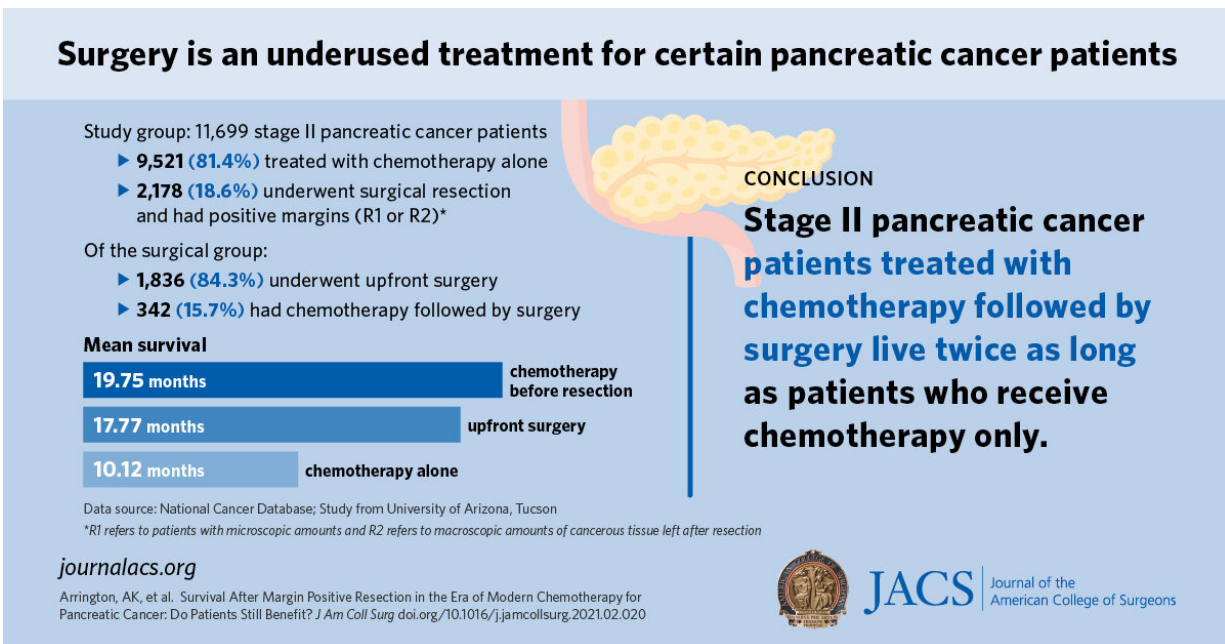 Surgery is an underused treatment for certain pancreatic cancer patients
Study group: 11,699 stage II pancreatic cancer patients
▶ 9,521 (81.4%) treated with chemotherapy alone
▶ 2,178 (18.6%) underwent surgical resection
and had positive margins (R1 or R2)*
Of the surgical group:
▶ 1,836 (84.3%) underwent upfront surgery
▶ 342 (15.7%) had chemotherapy followed by surgery
Mean survival
19.75 months
chemotherapy
before resection
17.77 months
upfront surgery
10.12 months
chemotherapy alone
Data source: National Cancer Database; Study from University of Arizona, Tucson
*R1 refers to patients with microscopic amounts and R2 refers to macroscopic amounts of cancerous tissue left after resection
CONCLUSION
Stage II pancreatic cancer
patients treated with
chemotherapy followed by
surgery live twice as long
as patients who receive
chemotherapy only.
journalacs.org
Arrington, AK, et al. Survival After Margin Positive Resection in the Era of Modern Chemotherapy for
Pancreatic Cancer: Do Patients Still Benefit? J Am Coll Surg doi.org/10.1016/j.jamcollsurg.2021.02.020
JACS
Journal of the
American College of Surgeons